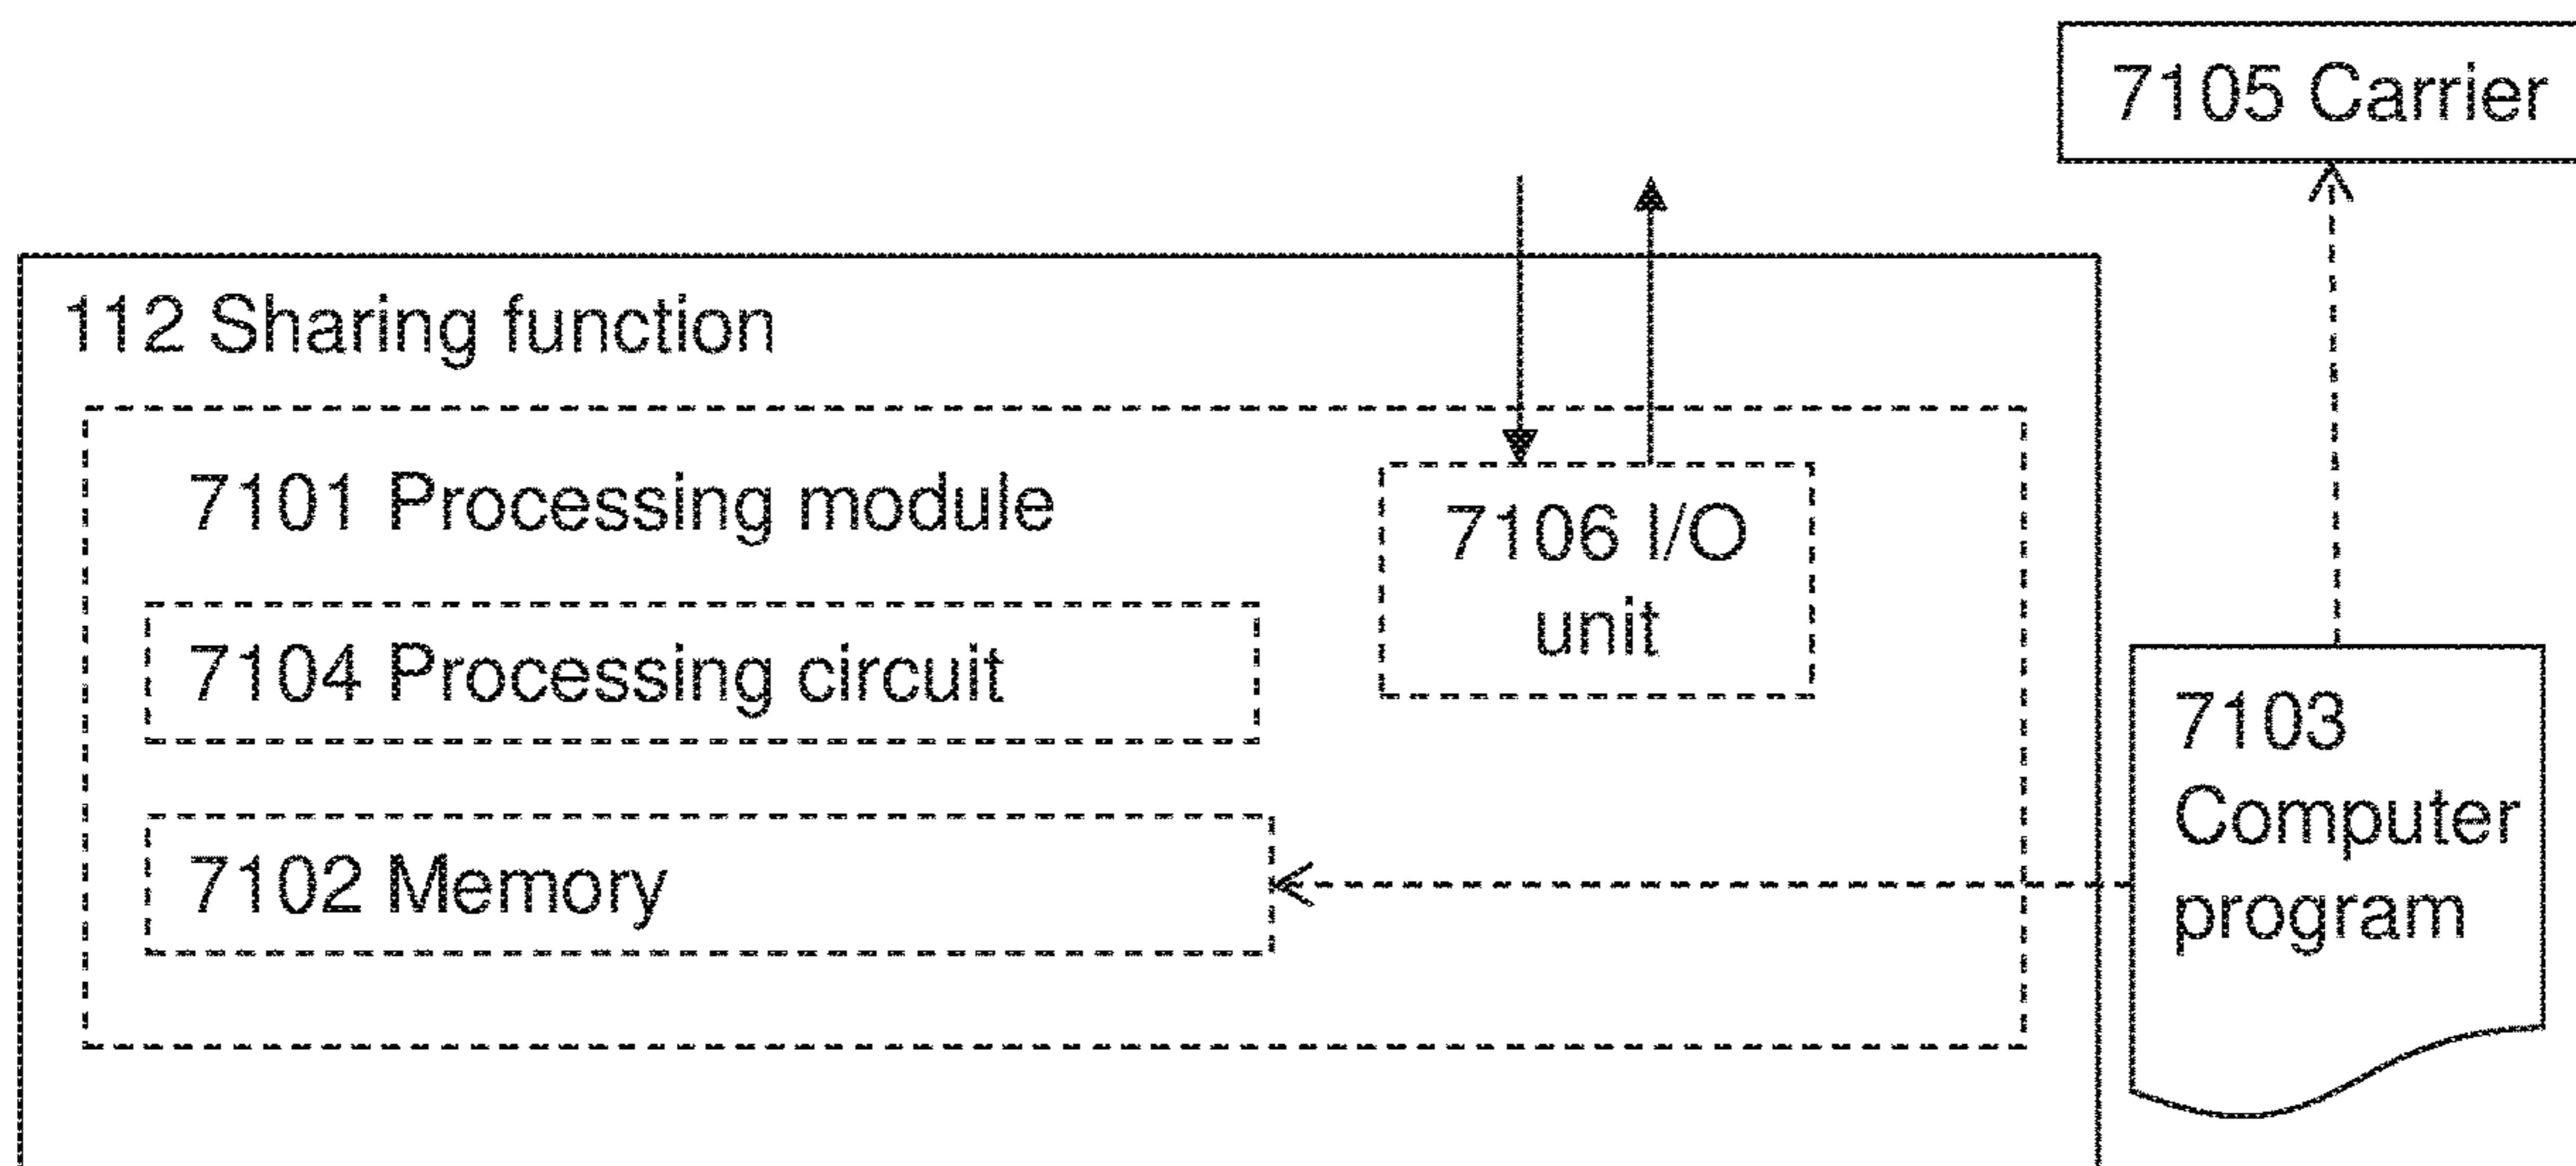 7105 Carrier
112 Sharing function
7101 Processing module
7106 I/O
unit
7104 Processing circuit
7103
Computer
program
7102 Memory